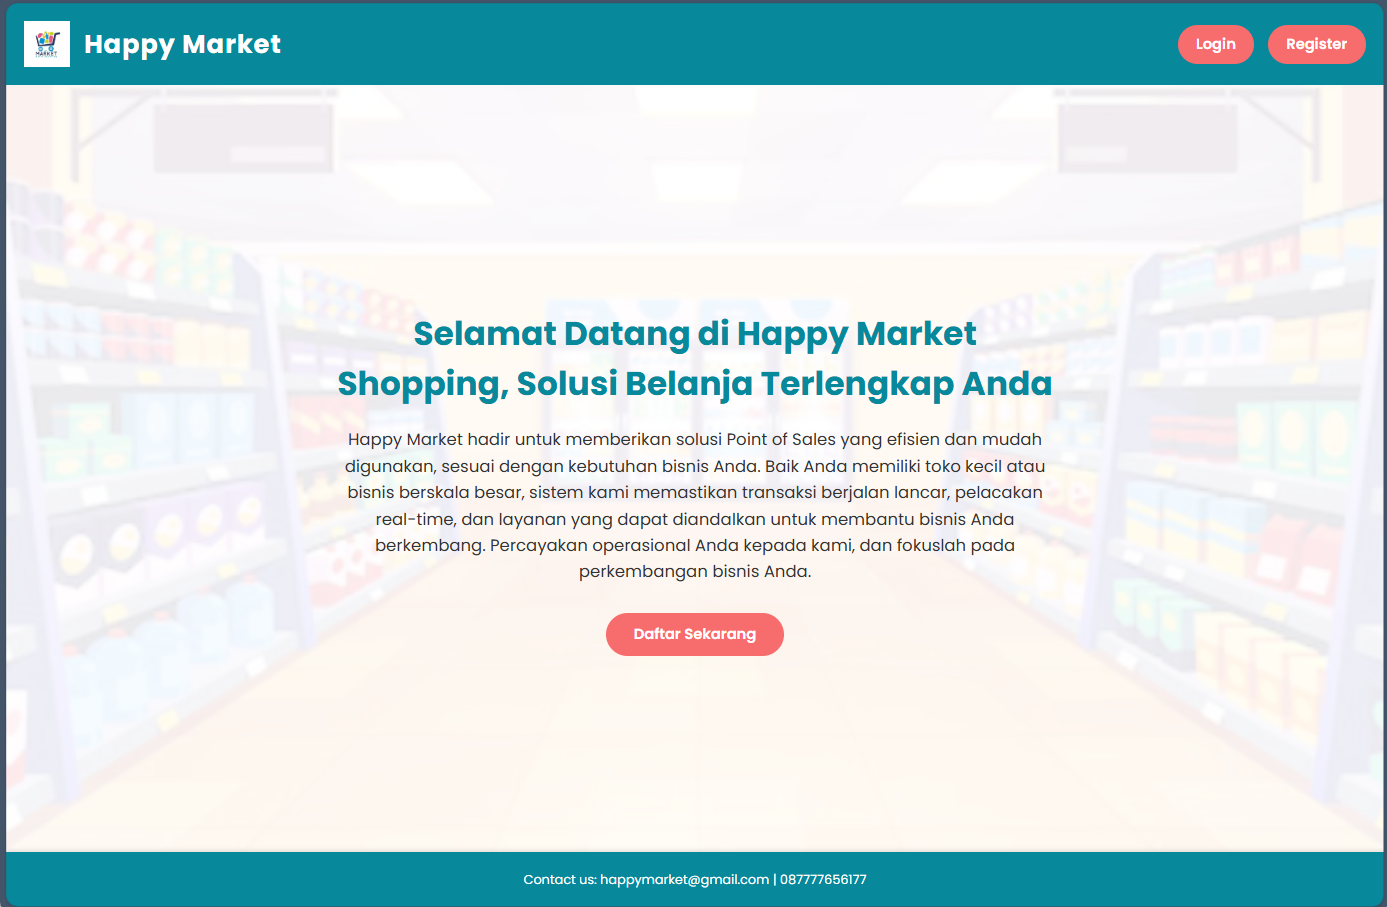 MARKET
Happy Market
Login
Register
Selamat Datang di Happy Market
Shopping, Solusi Belanja Terlengkap Anda
Happy Market hadir untuk memberikan solusi Point of Sales yang efisien dan mudah
digunakan, sesuai dengan kebutuhan bisnis Anda. Baik Anda memiliki toko kecil atau
bisnis berskala besar, sistem kami memastikan transaksi berjalan lancar, pelacakan
real-time, dan layanan yang dapat diandalkan untuk membantu bisnis Anda
berkembang. Percayakan operasional Anda kepada kami, dan fokuslah pada
perkembangan bisnis Anda.
Daftar Sekarang
Contact us: happymarket@gmail.com | 087777656177